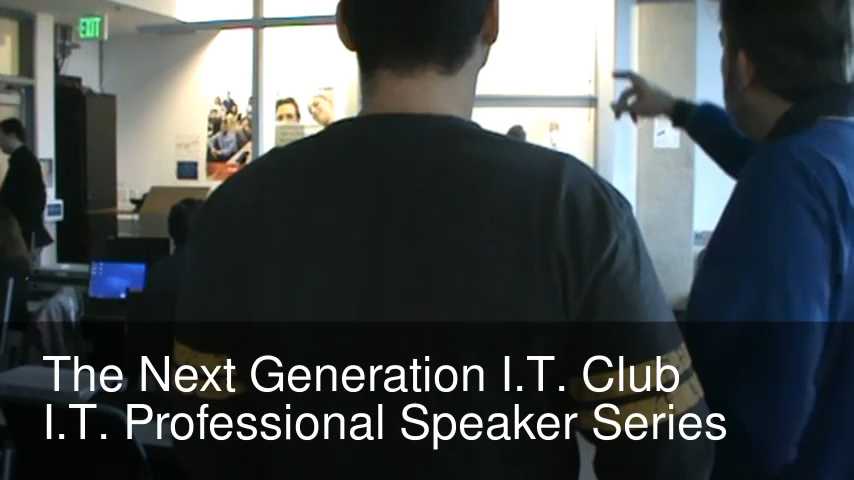 EXIT
The Next Generation I.T. Club
I.T. Professional Speaker Series